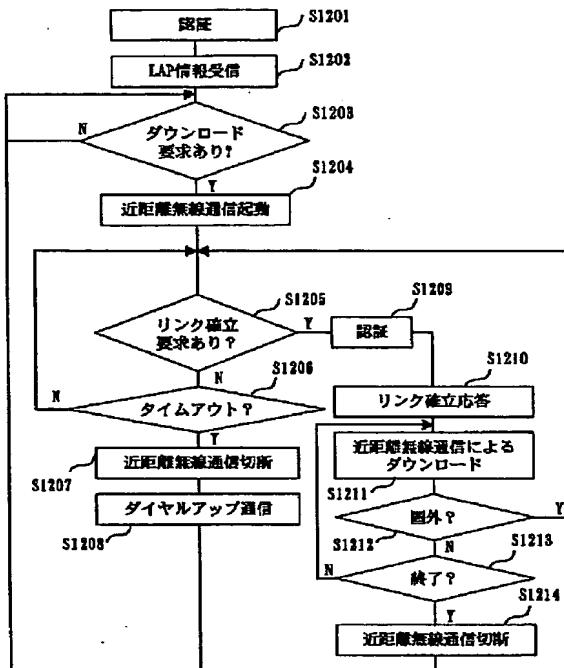 認証
S1201
LAP情報受信
S1202
ダウンロード
要求あり?
S1203
N
Y
近距離無線通信起動
S1204
リンク確立
要求あり?
S1205
Y
N
認証
S1209
タイムアウト?
S1206
N
Y
リンク確立応答
S1210
近距離無線通信切断
S1207
近距離無線通信による
ダウンロード
S1211
ダイヤルアップ通信
S1208
圏外?
S1212
Y
N
終了?
S1213
N
Y
近距離無線通信切断
S1214